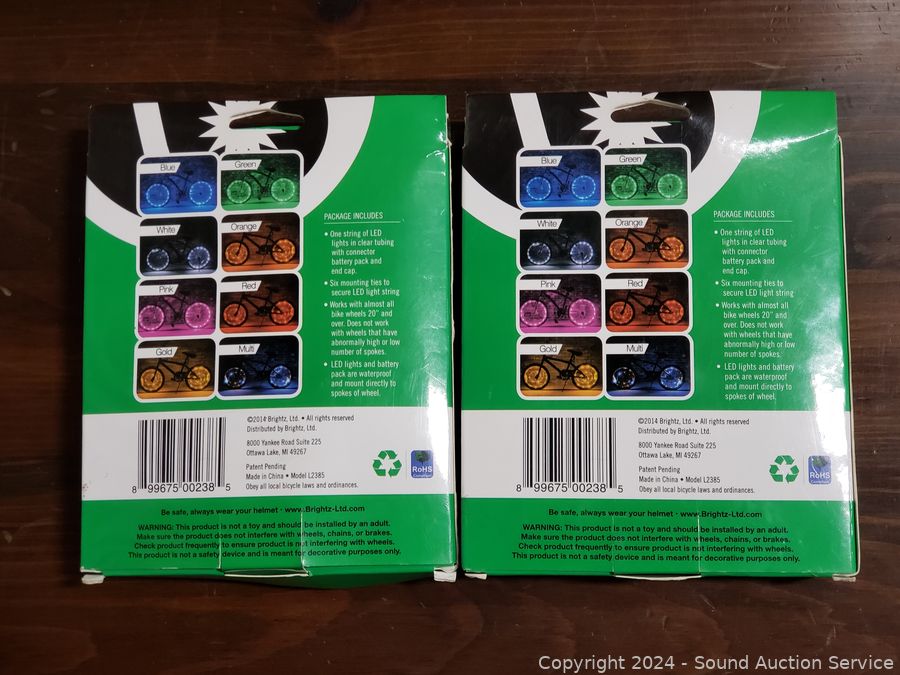 Blue
Green
White
Orange
Pink
Red
Gold
Multi
PACKAGE INCLUDES
• One string of LED
lights in clear tubing
with connector
battery pack and
end cap.
• Six mounting ties to
secure LED light string
• Works with almost all
bike wheels 20" and
over. Does not work
with wheels that have
abnormally high or low
number of spokes.
• LED lights and battery
pack are waterproof
and mount directly to
spokes of wheel.
©2014 Brightz, Ltd. • All rights reserved
Distributed by Brightz, Ltd.
8000 Yankee Road Suite 225
Ottawa Lake, MI 49267
Patent Pending
Made in China • Model L2385
Obey all local bicycle laws and ordinances.
8 99675 00238 5
RoHS
Compliant
Be safe, always wear your helmet · www.Brightz-Ltd.com
WARNING: This product is not a toy and should be installed by an adult.
Make sure the product does not interfere with wheels, chains, or brakes.
Check product frequently to ensure product is not interfering with wheels.
This product is not a safety device and is meant for decorative purposes only.
Blue
Green
White
Orange
Pink
Red
Gold
Multi
PACKAGE INCLUDES
• One string of LED
lights in clear tubing
with connector
battery pack and
end cap.
• Six mounting ties to
secure LED light string
• Works with almost all
bike wheels 20" and
over. Does not work
with wheels that have
abnormally high or low
number of spokes.
• LED lights and battery
pack are waterproof
and mount directly to
spokes of wheel.
©2014 Brightz, Ltd. • All rights reserved
Distributed by Brightz, Ltd.
8000 Yankee Road Suite 225
Ottawa Lake, MI 49267
Patent Pending
Made in China • Model L2385
Obey all local bicycle laws and ordinances.
8 99675 00238 5
RoHS
Compliant
Be safe, always wear your helmet · www.Brightz-Ltd.com
WARNING: This product is not a toy and should be installed by an adult.
Make sure the product does not interfere with wheels, chains, or brakes.
Check product frequently to ensure product is not interfering with wheels.
This product is not a safety device and is meant for decorative purposes only.
Copyright 2024 - Sound Auction Service